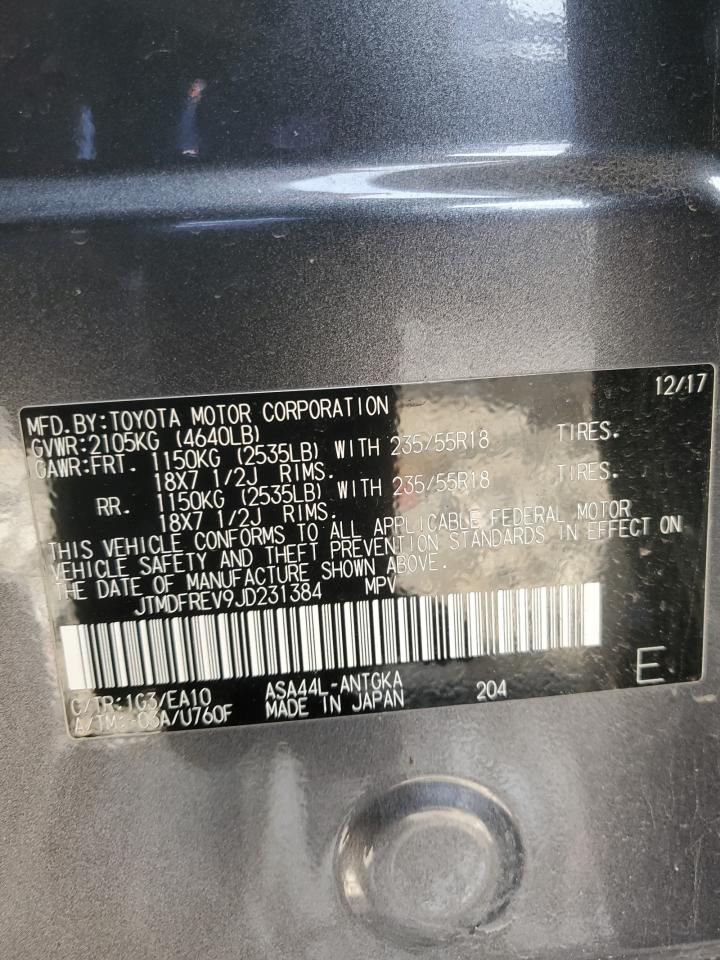 12/17
MFD. BY: TOYOTA MOTOR CORPORATION
GVWR: 2105KG (4640LB)
GAWR: FRT. 1150KG (2535LB) WITH 235/55R18 TIRES.
18X7 1/2J RIMS.
RR. 1150KG (2535LB) WITH 235/55R18 TIRES.
18X7 1/2J RIMS.
THIS VEHICLE CONFORMS TO ALL APPLICABLE FEDERAL MOTOR
VEHICLE SAFETY AND THEFT PREVENTION STANDARDS IN EFFECT ON
THE DATE OF MANUFACTURE SHOWN ABOVE.
JTMDFREV9JD231384 MPV
E
C/TR: 1G3/EA10 ASA44L-ANTGKA
A/TM: -03A/U760F MADE IN JAPAN 204